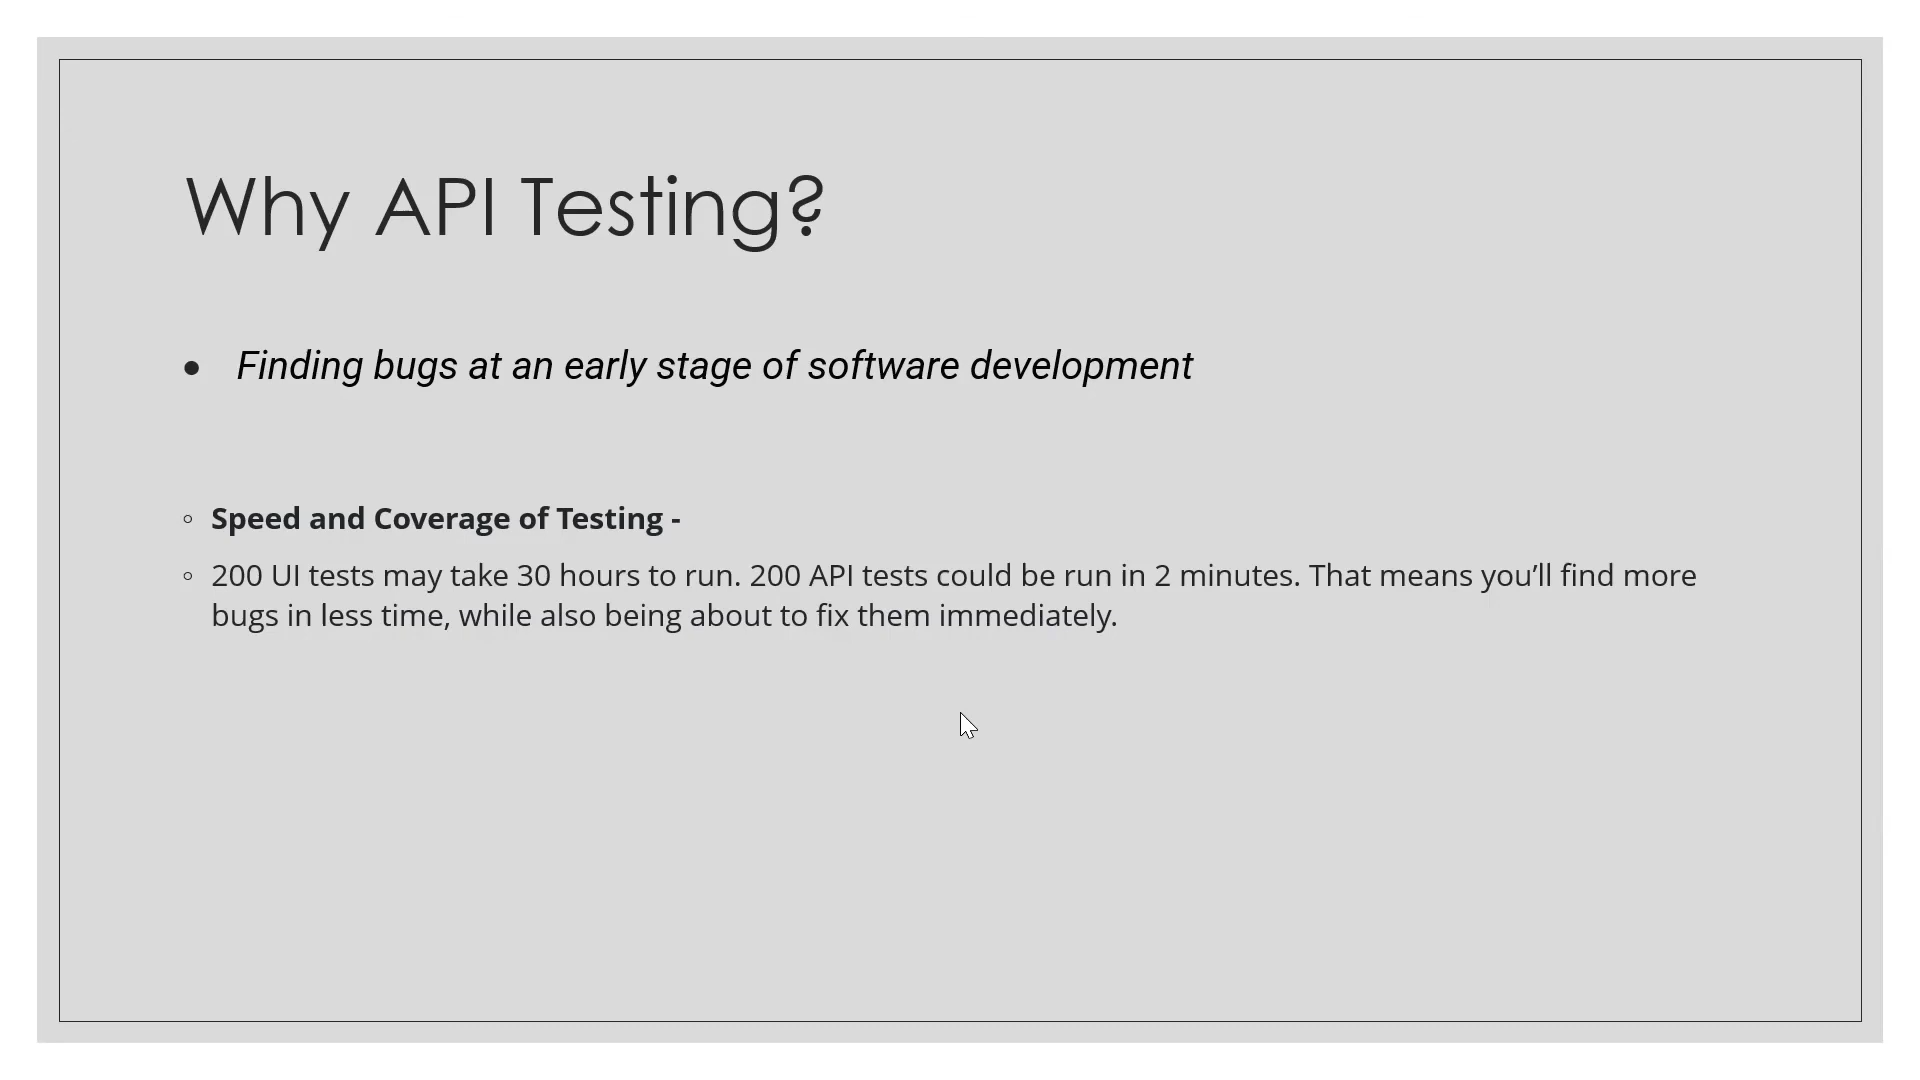 Why API Testing?
● Finding bugs at an early stage of software development
◦ Speed and Coverage of Testing -
◦ 200 UI tests may take 30 hours to run. 200 API tests could be run in 2 minutes. That means you’ll find more
bugs in less time, while also being about to fix them immediately.